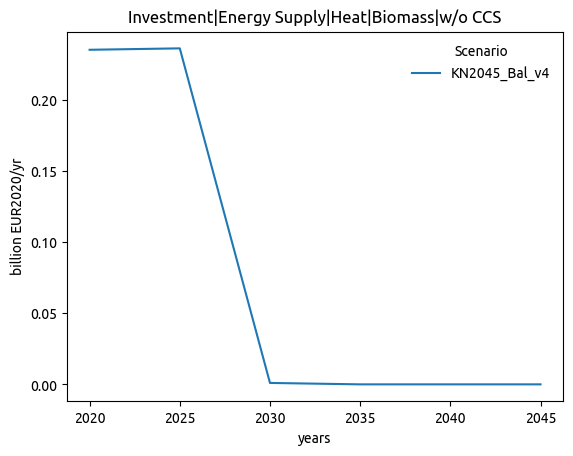 Investment|Energy Supply|Heat|Biomass|w/o CCS
Scenario
KN2045_Bal_v4
billion EUR2020/yr
0.20
0.15
0.10
0.05
0.00
2020 2025 2030 2035 2040 2045
years